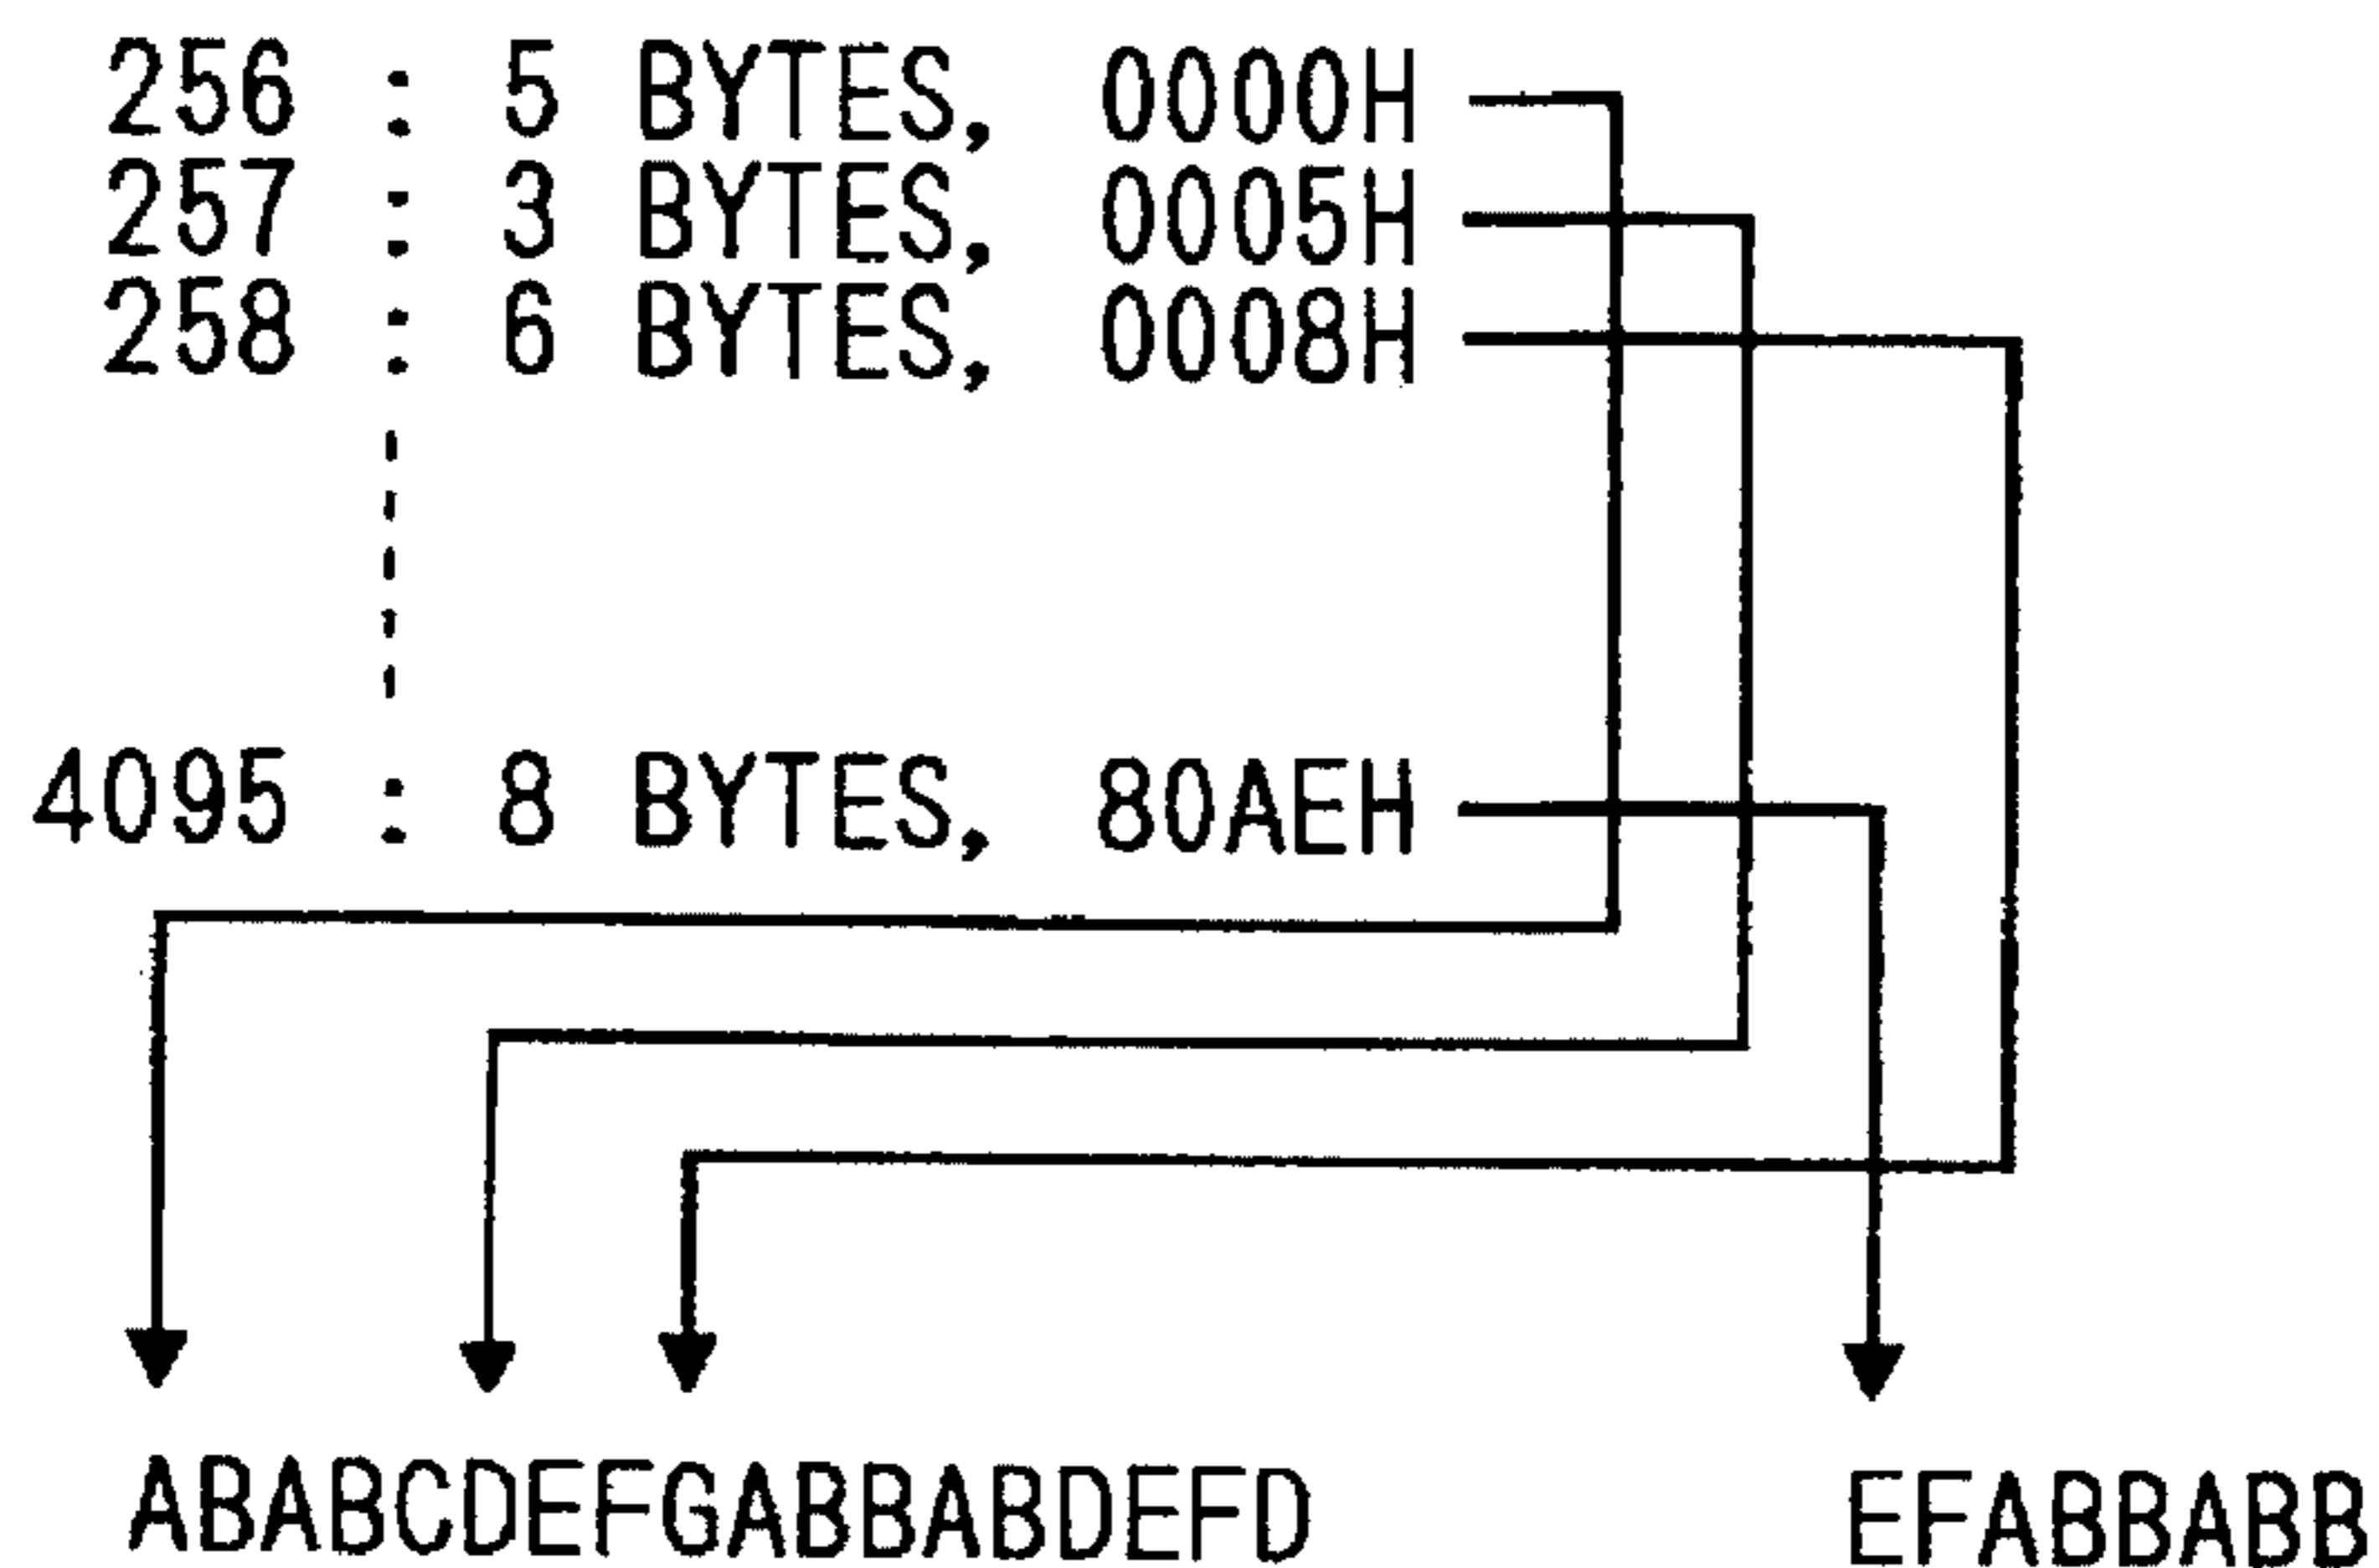 256 : 5 BYTES, 0000H
257 : 3 BYTES, 0005H
258 : 6 BYTES, 0008H
4095 : 8 BYTES, 80AEH
ABABCDEFGABBABDEFD EFABBABB